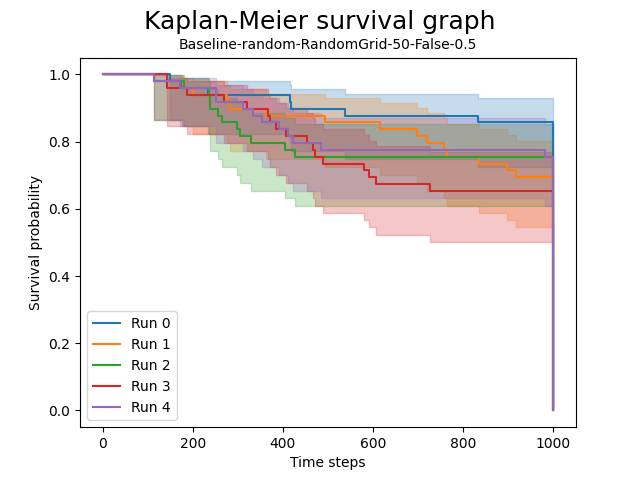 Kaplan-Meier survival graph
Baseline-random-RandomGrid-50-False-0.5
Survival probability
1.0
0.8
0.6
0.4
0.2
0.0
Run 0
Run 1
Run 2
Run 3
Run 4
0 200 400 600 800 1000
Time steps